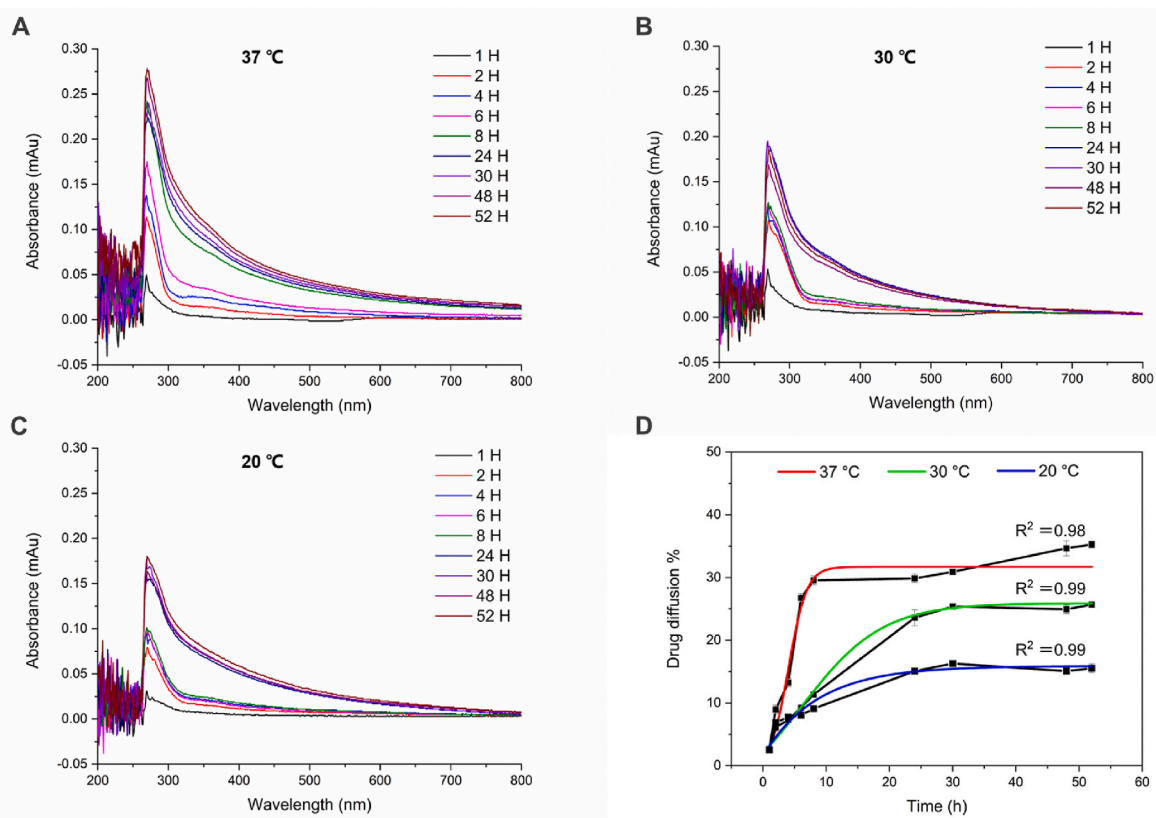 A
37 ℃
0.30
0.25
0.20
0.15
0.10
0.05
0.00
-0.05
Absorbance (mAu)
200 300 400 500 600 700 800
Wavelength (nm)
1 H
2 H
4 H
6 H
8 H
24 H
30 H
48 H
52 H
B
30 ℃
0.30
0.25
0.20
0.15
0.10
0.05
0.00
-0.05
Absorbance (mAu)
200 300 400 500 600 700 800
Wavelength (nm)
1 H
2 H
4 H
6 H
8 H
24 H
30 H
48 H
52 H
C
20 ℃
0.30
0.25
0.20
0.15
0.10
0.05
0.00
-0.05
Absorbance (mAu)
200 300 400 500 600 700 800
Wavelength (nm)
1 H
2 H
4 H
6 H
8 H
24 H
30 H
48 H
52 H
D
50
40
30
20
10
0
Drug diffusion %
37 °C 30 °C 20 °C
R² =0.98
R² =0.99
R² =0.99
0 10 20 30 40 50 60
Time (h)